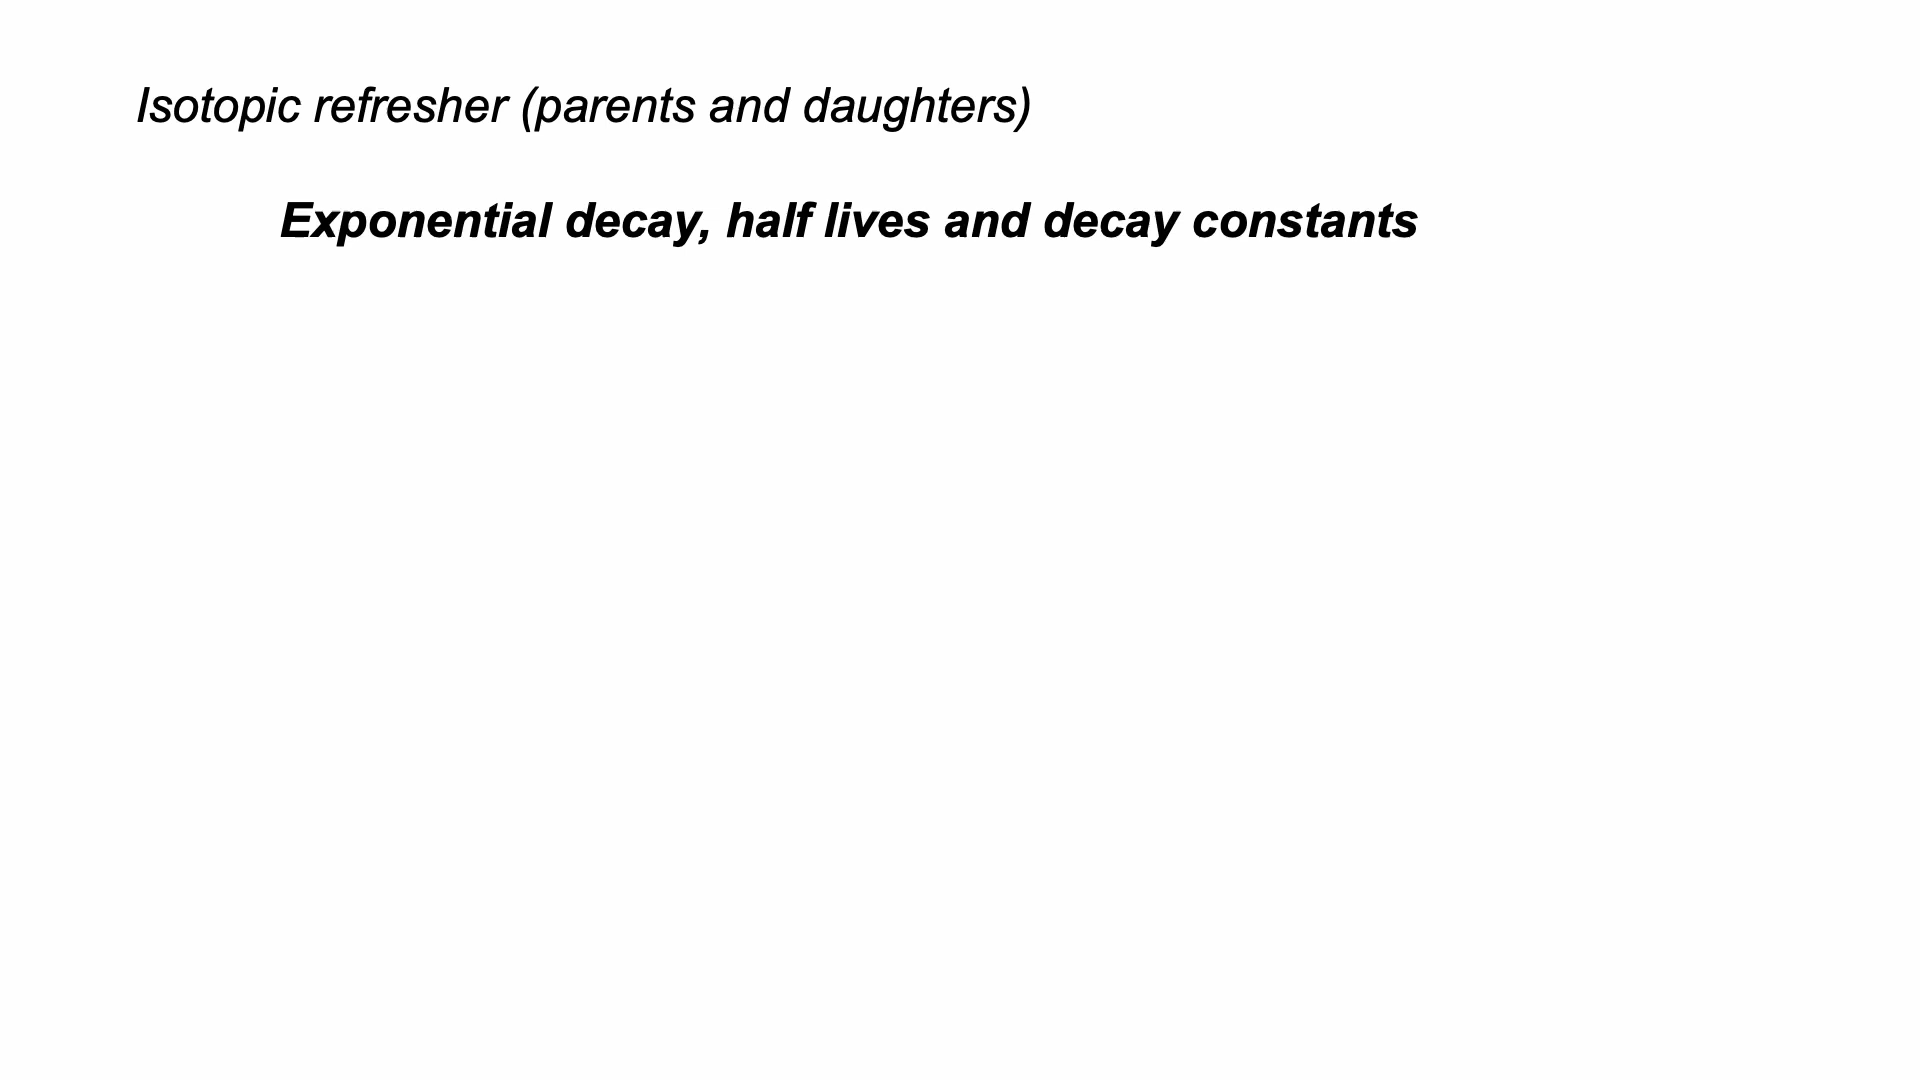 Isotopic refresher (parents and daughters)
Exponential decay, half lives and decay constants